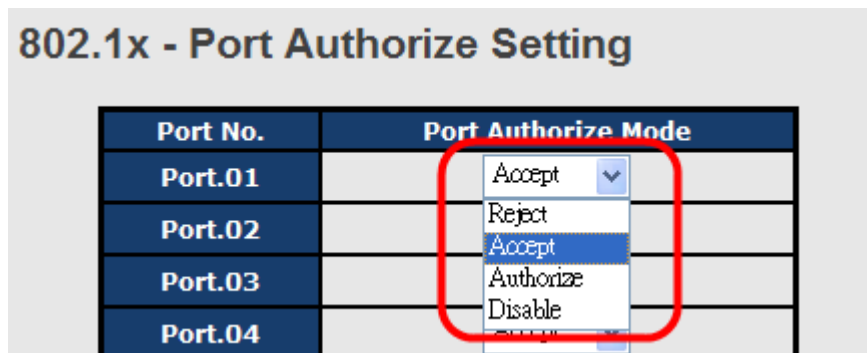 802.1x - Port Authorize Setting
Port No. Port Authorize Mode
Port.01 Accept
Reject
Port.02
Accept
Port.03 Authorize
Disable
Port.04